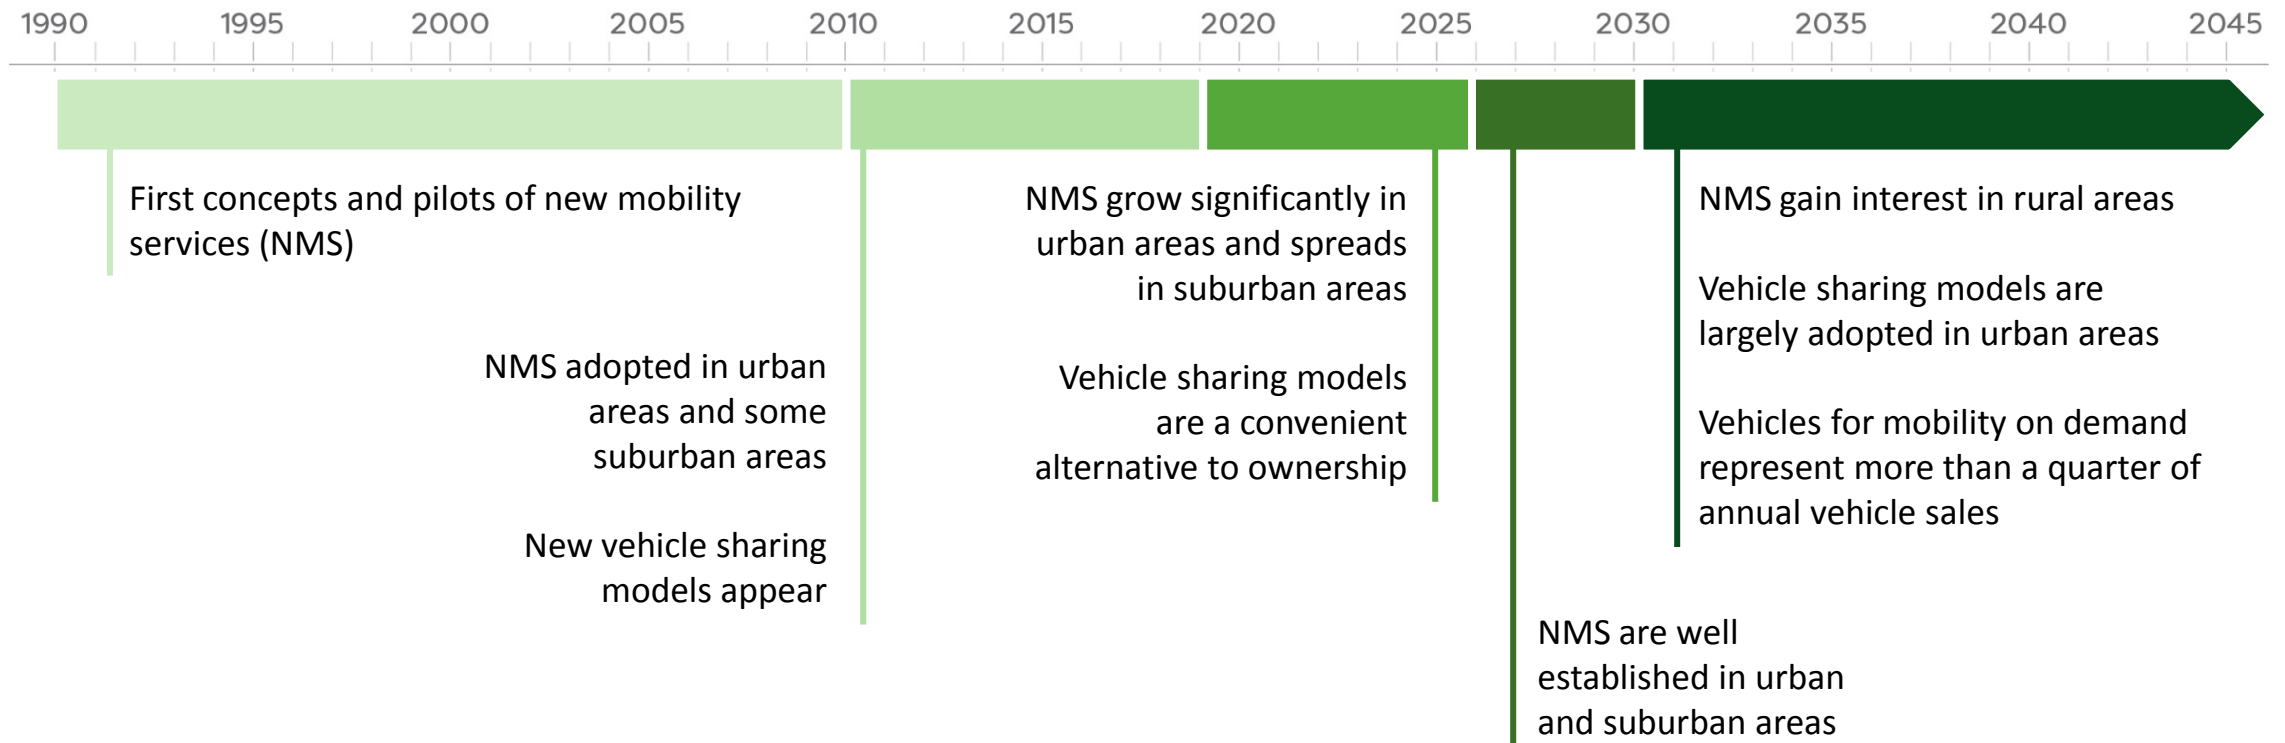 1990 1995 2000 2005 2010 2015 2020 2025 2030 2035 2040 2045
First concepts and pilots of new mobility
services (NMS)
NMS adopted in urban
areas and some
suburban areas
New vehicle sharing
models appear
NMS grow significantly in
urban areas and spreads
in suburban areas
Vehicle sharing models
are a convenient
alternative to ownership
NMS are well
established in urban
and suburban areas
NMS gain interest in rural areas
Vehicle sharing models are
largely adopted in urban areas
Vehicles for mobility on demand
represent more than a quarter of
annual vehicle sales